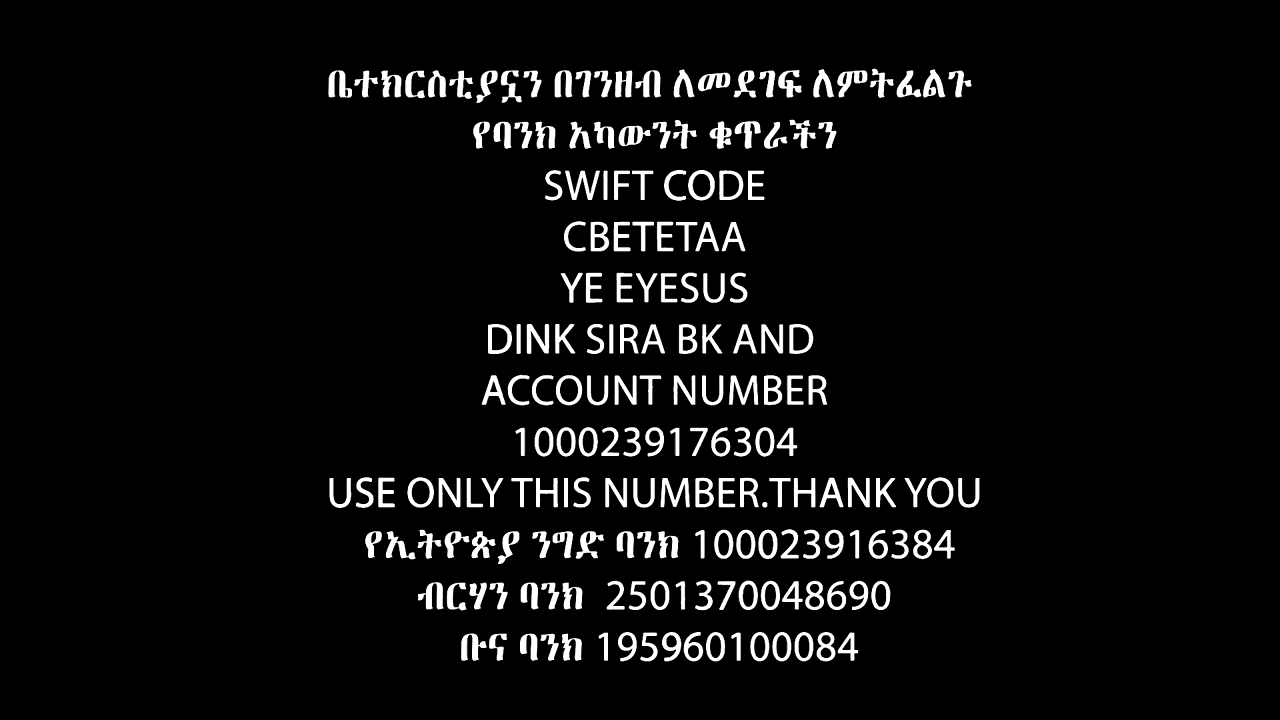 ቤተክርስቲያኗን በገንዘብ ለመደገፍ ለምትፈልጉ
የባንክ አካውንት ቁጥራችን
SWIFT CODE
CBETETAA
YE EYESUS
DINK SIRA BK AND
ACCOUNT NUMBER
1000239176304
USE ONLY THIS NUMBER.THANK YOU
የኢትዮጵያ ንግድ ባንክ 100023916384
ብርሃን ባንክ 2501370048690
ቡና ባንክ 195960100084